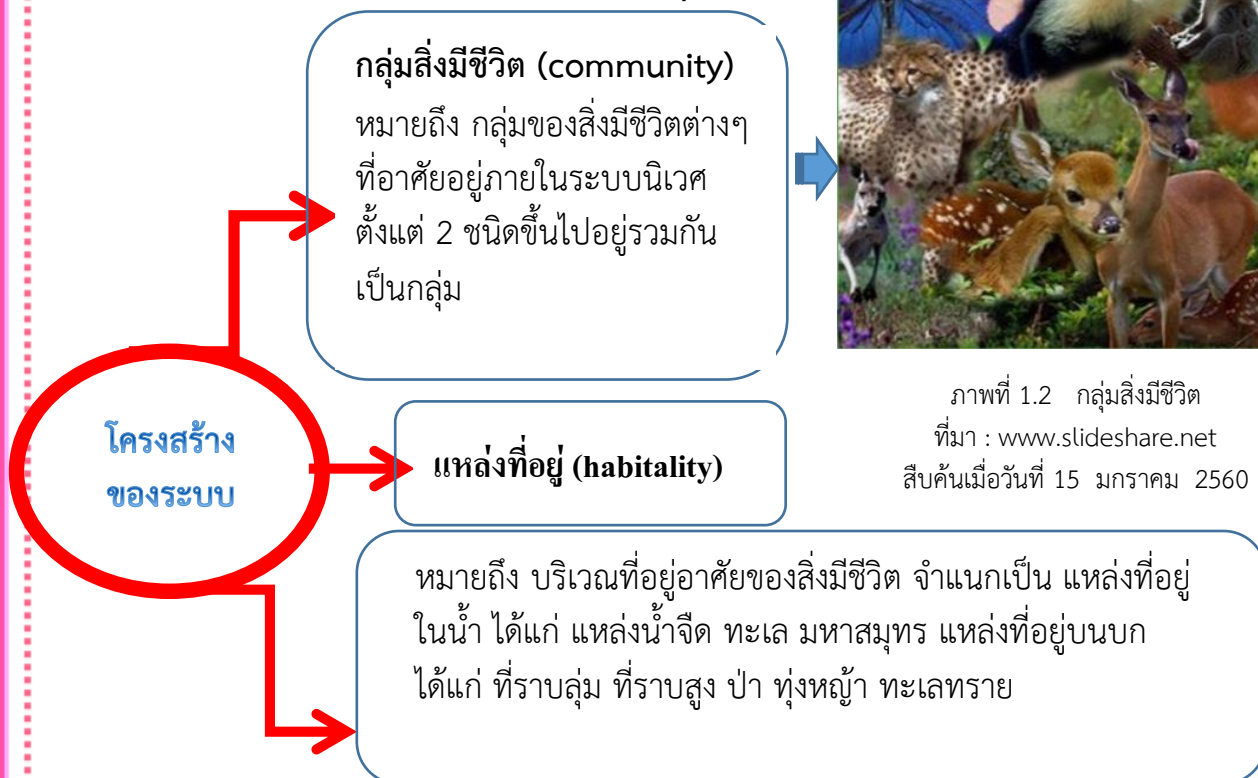 กลุ่มสิ่งมีชีวิต (community)
หมายถึง กลุ่มของสิ่งมีชีวิตต่างๆ
ที่อาศัยอยู่ภายในระบบนิเวศ
ตั้งแต่ 2 ชนิดขึ้นไปอยู่รวมกัน
เป็นกลุ่ม
ภาพที่ 1.2 กลุ่มสิ่งมีชีวิต
ที่มา : www.slideshare.net
สืบค้นเมื่อวันที่ 15 มกราคม 2560
โครงสร้าง
ของระบบ
แหล่งที่อยู่ (habitality)
หมายถึง บริเวณที่อยู่อาศัยของสิ่งมีชีวิต จำแนกเป็น แหล่งที่อยู่
ในน้ำ ได้แก่ แหล่งน้ำจืด ทะเล มหาสมุทร แหล่งที่อยู่บนบก
ได้แก่ ที่ราบลุ่ม ที่ราบสูง ป่า ทุ่งหญ้า ทะเลทราย